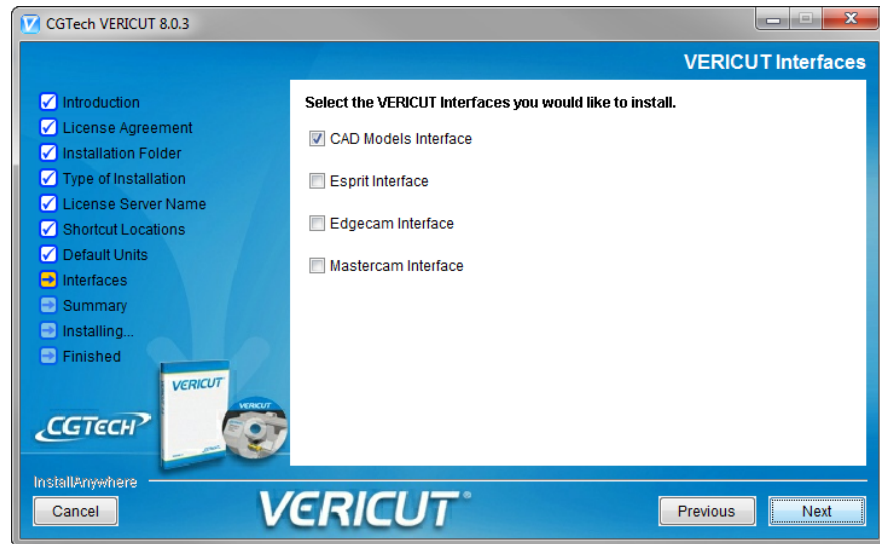 CGTech VERICUT 8.0.3
VERICUT Interfaces
Introduction
License Agreement
Installation Folder
Type of Installation
License Server Name
Shortcut Locations
Default Units
Interfaces
Summary
Installing...
Finished
Select the VERICUT Interfaces you would like to install.
CAD Models Interface
Esprit Interface
Edgecam Interface
Mastercam Interface
VERICUT
VERICUT
CGTECH
InstallAnywhere
Cancel
VERICUT®
Previous
Next